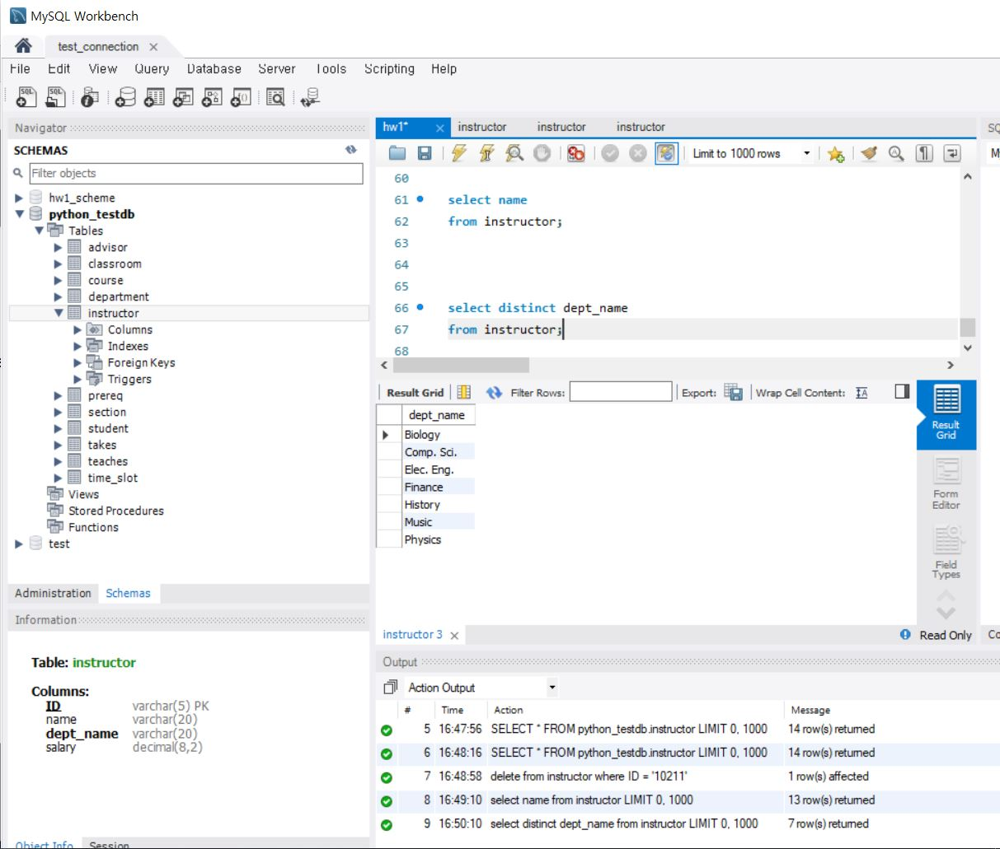 MySQL Workbench
test_connection
File Edit View Query Database Server Tools Scripting Help
Navigator
SCHEMAS
Filter objects
hw1_scheme
python_testdb
Tables
advisor
classroom
course
department
instructor
Columns
Indexes
Foreign Keys
Triggers
prereq
section
student
takes
teaches
time_slot
Views
Stored Procedures
Functions
test
Administration Schemas
Information
Table: instructor
Columns:
ID varchar(5) PK
name varchar(20)
dept_name varchar(20)
salary decimal(8,2)
Object Info Session
hw1* instructor instructor instructor
Limit to 1000 rows
60
61 select name
62 from instructor;
63
64
65
66 select distinct dept_name
67 from instructor;
68
Result Grid Filter Rows: Export: Wrap Cell Content:
dept_name
Biology
Comp. Sci.
Elec. Eng.
Finance
History
Music
Physics
Result
Grid
Form
Editor
Field
Types
instructor 3 Read Only
Output
Action Output
# Time Action Message
5 16:47:56 SELECT * FROM python_testdb.instructor LIMIT 0, 1000 14 row(s) returned
6 16:48:16 SELECT * FROM python_testdb.instructor LIMIT 0, 1000 14 row(s) returned
7 16:48:58 delete from instructor where ID = '10211' 1 row(s) affected
8 16:49:10 select name from instructor LIMIT 0, 1000 13 row(s) returned
9 16:50:10 select distinct dept_name from instructor LIMIT 0, 1000 7 row(s) returned